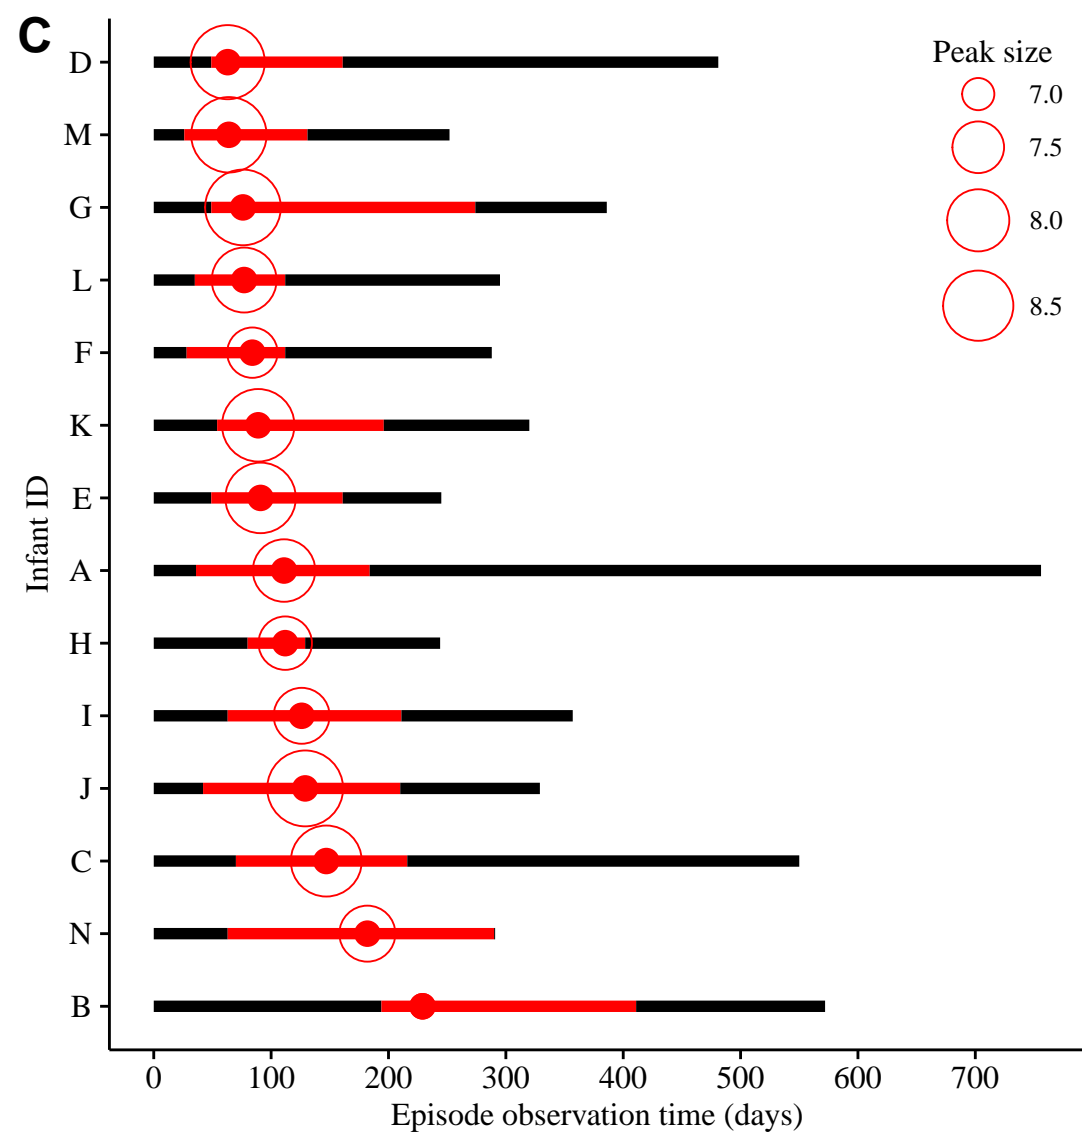 C
Peak size
7.0
7.5
8.0
8.5
Infant ID
D
M
G
L
F
K
E
A
H
I
J
C
N
B
0 100 200 300 400 500 600 700
Episode observation time (days)